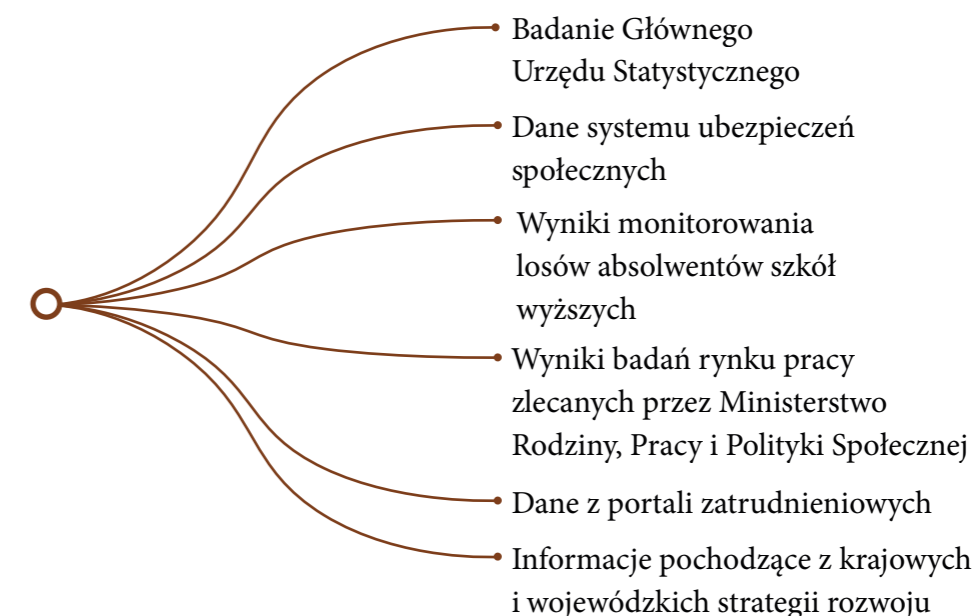 Badanie Głównego
Urzędu Statystycznego
Dane systemu ubezpieczeń
społecznych
Wyniki monitorowania
losów absolwentów szkół
wyższych
Wyniki badań rynku pracy
zlecanych przez Ministerstwo
Rodziny, Pracy i Polityki Społecznej
Dane z portali zatrudnieniowych
Informacje pochodzące z krajowych
i wojewódzkich strategii rozwoju